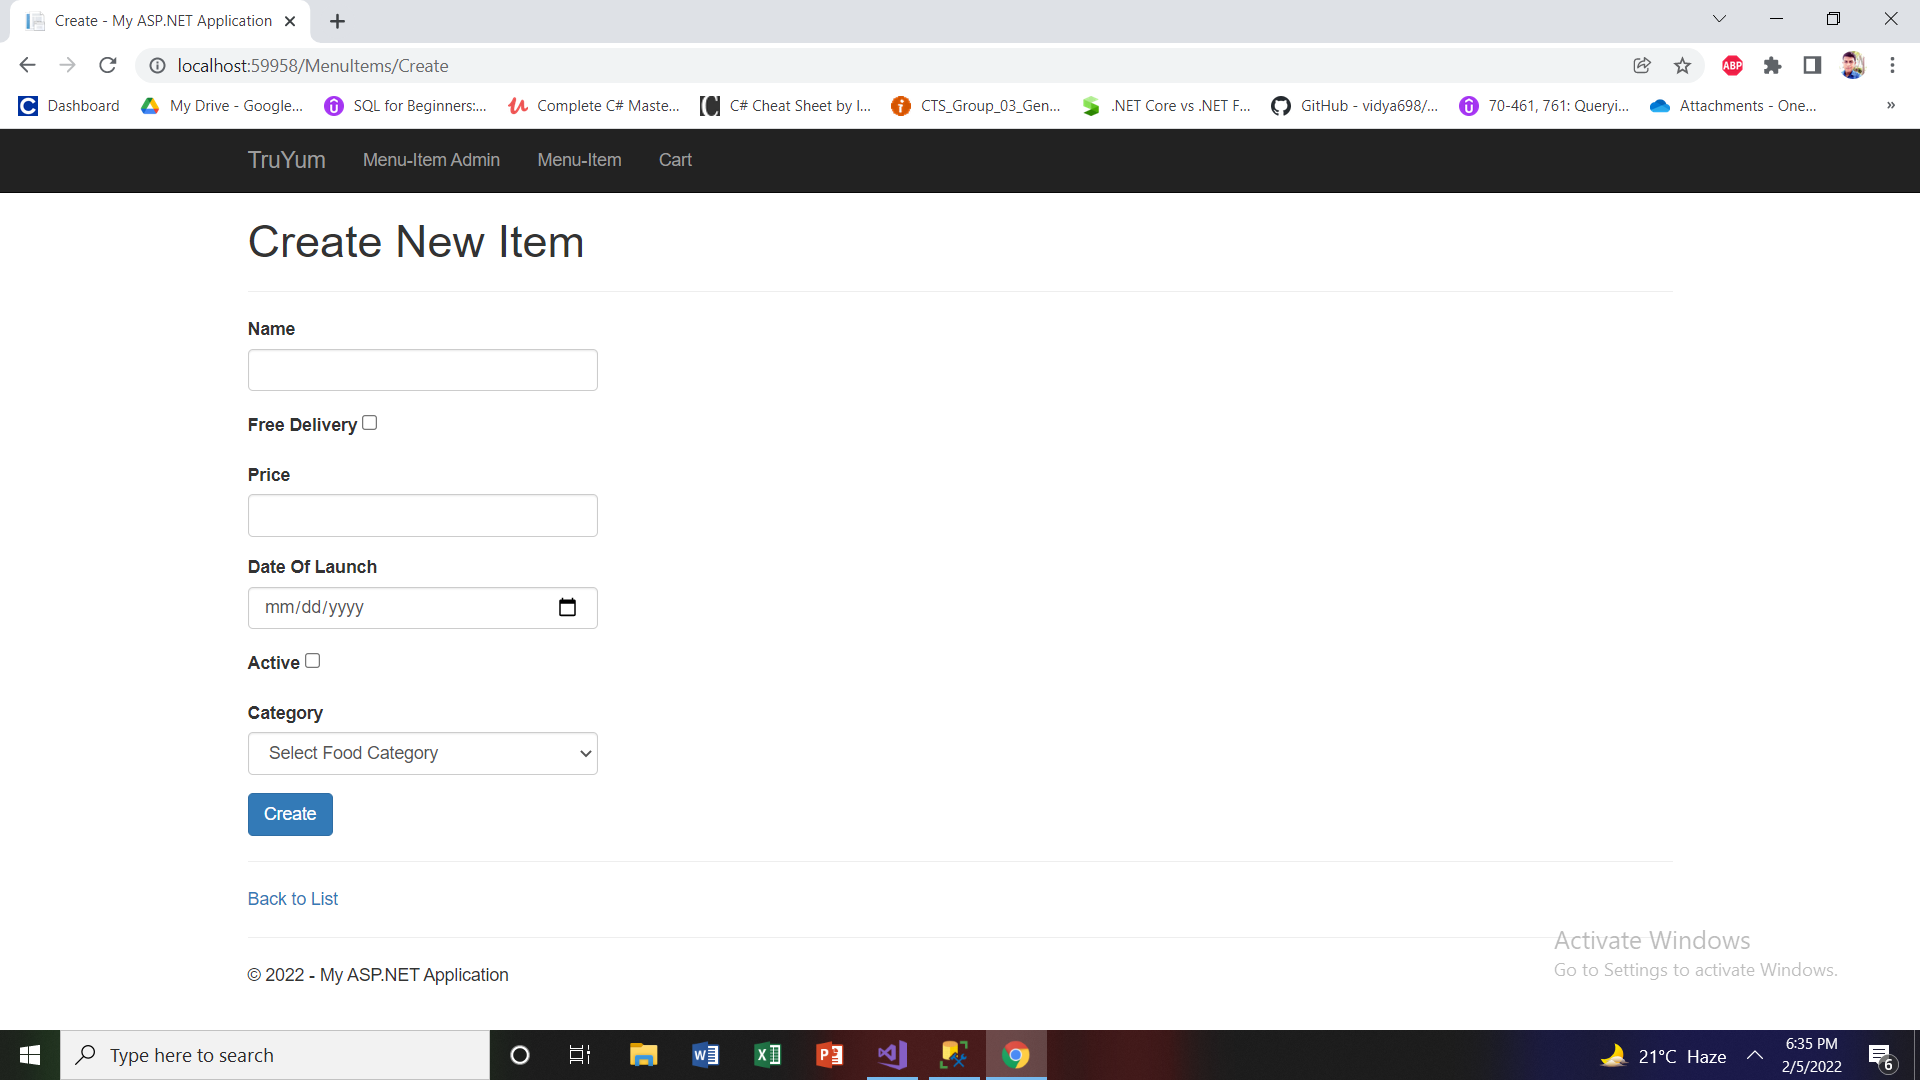 Create - My ASP.NET Application
localhost:59958/MenuItems/Create
ABP
Dashboard
My Drive - Google...
SQL for Beginners:...
Complete C# Maste...
C# Cheat Sheet by I...
CTS_Group_03_Gen...
.NET Core vs .NET F...
GitHub - vidya698/...
70-461, 761: Queryi...
Attachments - One...
»
TruYum
Menu-Item Admin
Menu-Item
Cart
Create New Item
Name
Free Delivery
Price
Date Of Launch
mm/dd/yyyy
Active
Category
Select Food Category
Create
Back to List
© 2022 - My ASP.NET Application
Activate Windows
Go to Settings to activate Windows.
Type here to search
21°C Haze
6:35 PM
2/5/2022
6